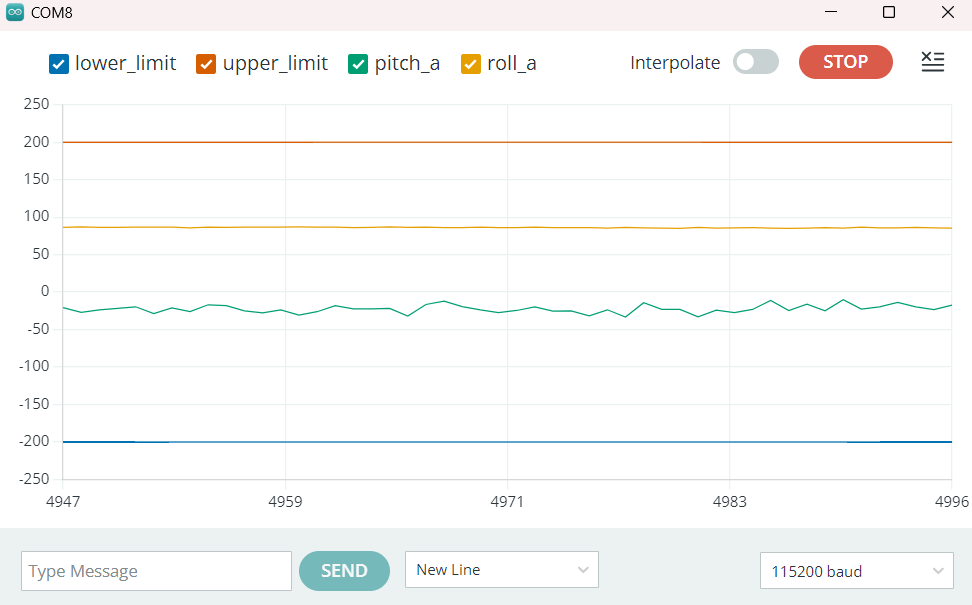 COM8
lower_limit upper_limit pitch_a roll_a Interpolate STOP
250
200
150
100
50
0
-50
-100
-150
-200
-250
4947 4959 4971 4983 4996
Type Message SEND New Line 115200 baud